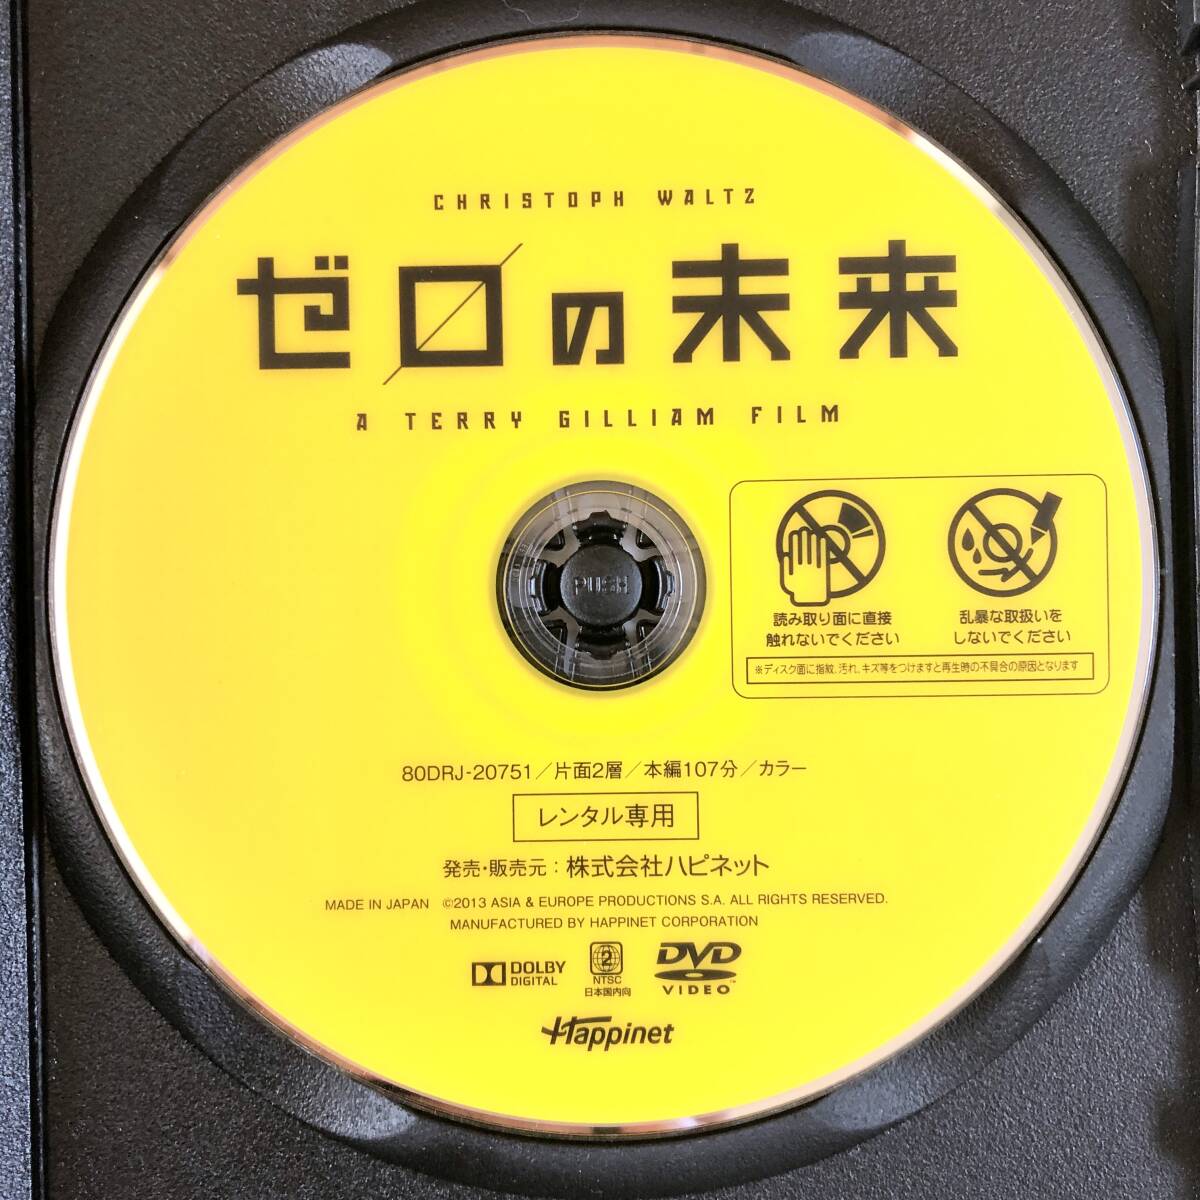 CHRISTOPH WALTZ
ゼロの未来
A TERRY GILLIAM FILM
PUSH
読み取り面に直接
触れないでください
乱暴な取扱いを
しないでください
※ディスク面に指紋、汚れ、キズ等をつけますと再生時の不具合の原因となります
80DRJ-20751／片面2層／本編107分／カラー
レンタル専用
発売・販売元：株式会社ハピネット
MADE IN JAPAN ©2013 ASIA & EUROPE PRODUCTIONS S.A. ALL RIGHTS RESERVED.
MANUFACTURED BY HAPPINET CORPORATION
DOLBY
DIGITAL
2
NTSC
日本国内向
DVD
VIDEO
™
Happinet